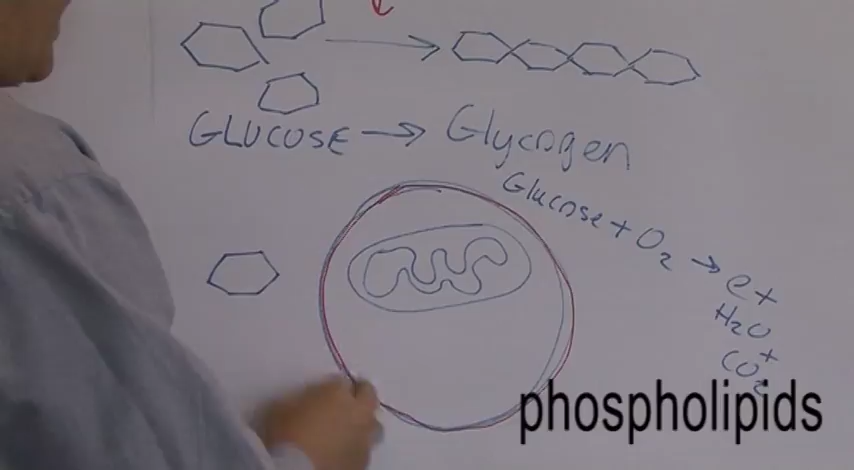 GLUCOSE → Glycogen
Glucose + O2 → e +
H2O +
CO2
phospholipids